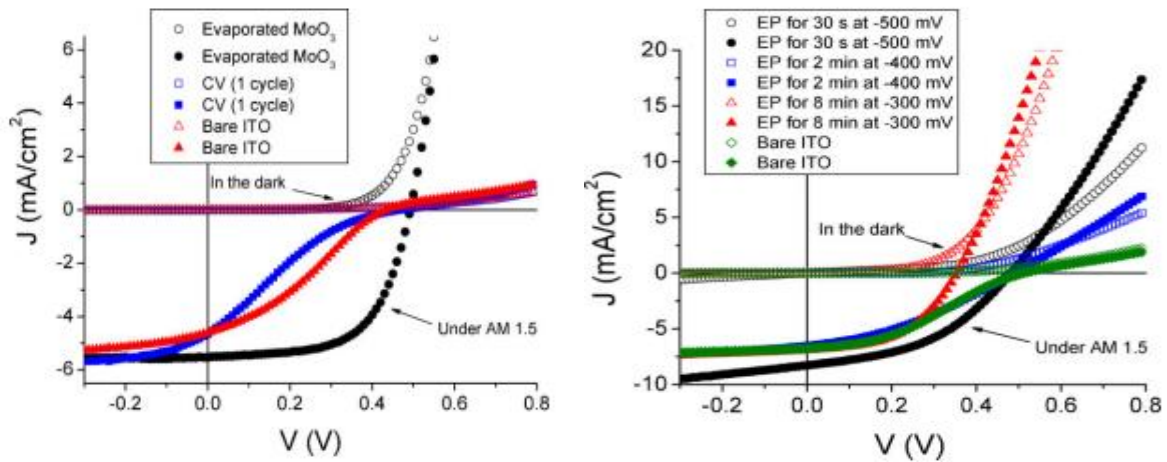 Evaporated MoO3
Evaporated MoO3
CV (1 cycle)
CV (1 cycle)
Bare ITO
Bare ITO
In the dark
Under AM 1.5
6
4
2
0
-2
-4
-6
J (mA/cm2)
-0.2
0.0
0.2
0.4
0.6
0.8
V (V)
EP for 30 s at -500 mV
EP for 30 s at -500 mV
EP for 2 min at -400 mV
EP for 2 min at -400 mV
EP for 8 min at -300 mV
EP for 8 min at -300 mV
Bare ITO
Bare ITO
In the dark
Under AM 1.5
20
15
10
5
0
-5
-10
J (mA/cm2)
-0.2
0.0
0.2
0.4
0.6
0.8
V (V)